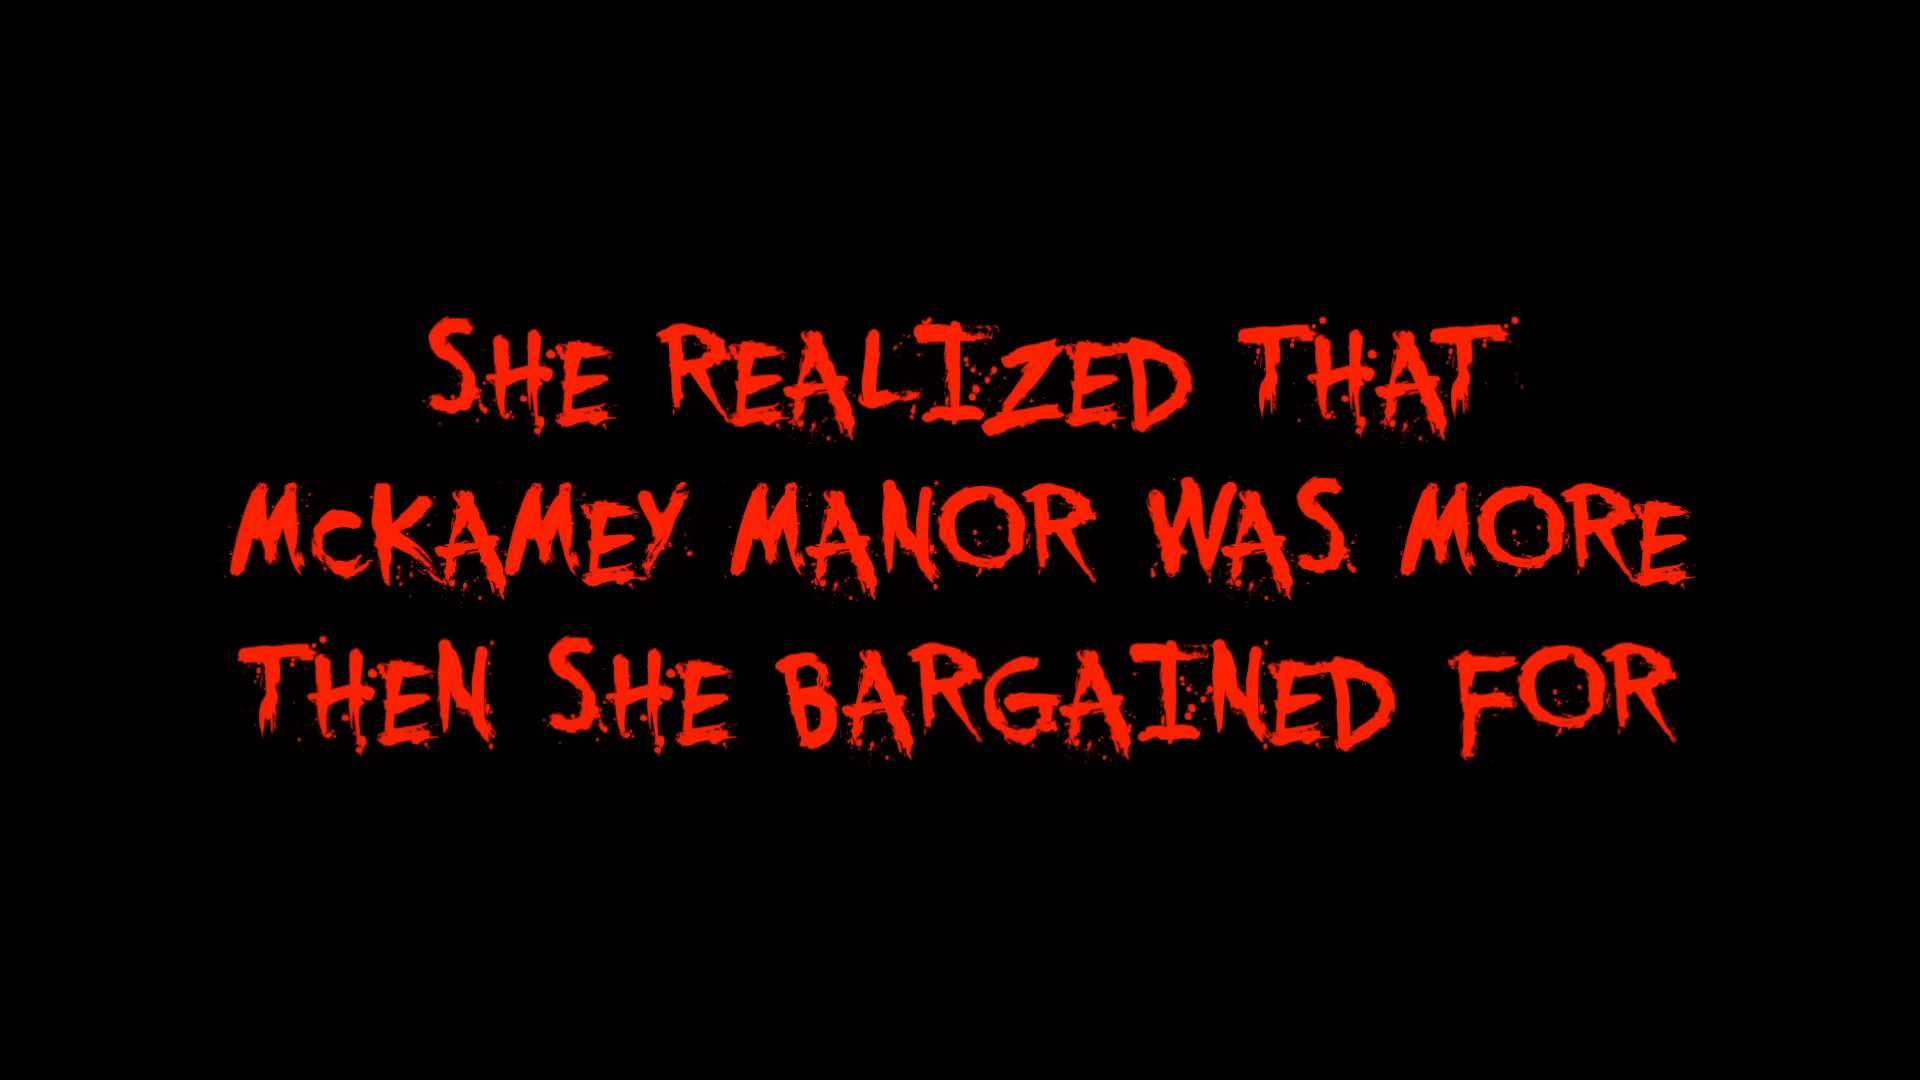 She realized that
McKamey Manor was more
then she bargained for